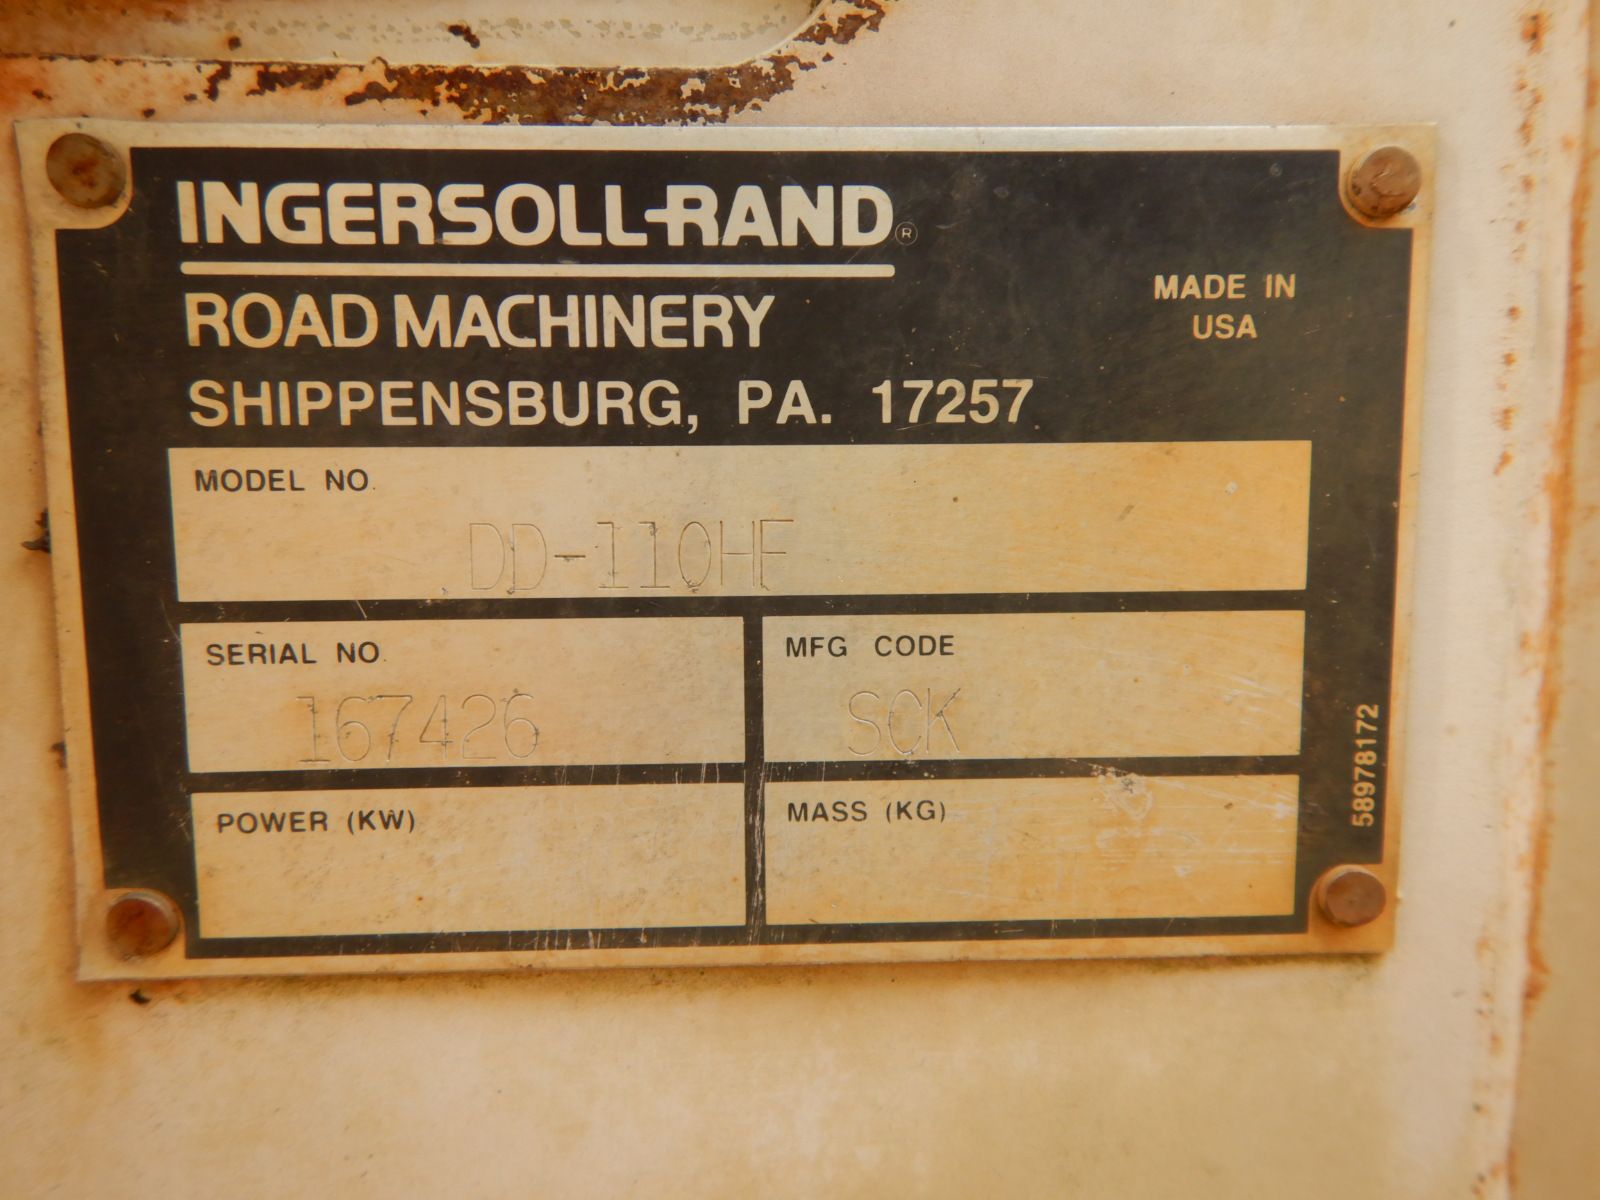 INGERSOLL-RAND®
ROAD MACHINERY
MADE IN
USA
SHIPPENSBURG, PA. 17257
MODEL NO.
DD-110HF
SERIAL NO.
167426
MFG CODE
SCK
POWER (KW)
MASS (KG)
58978172